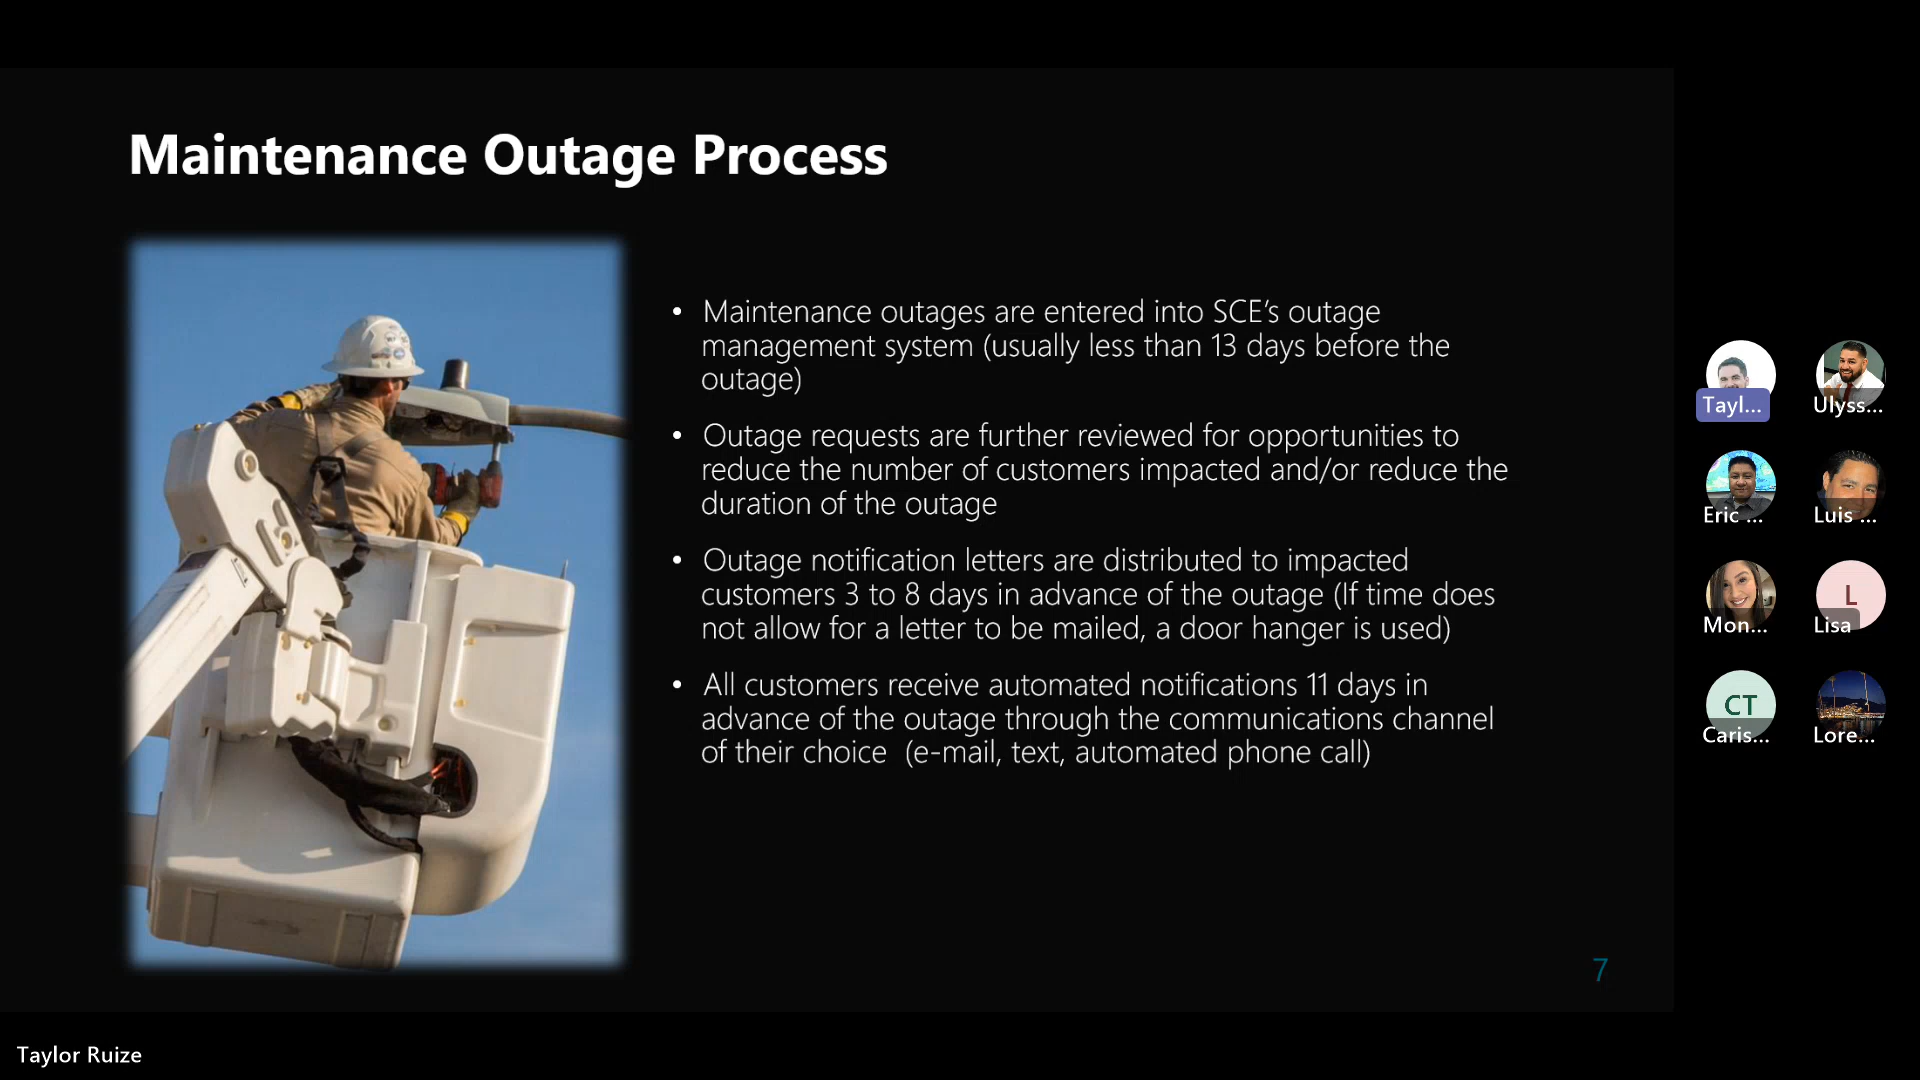 Maintenance Outage Process
• Maintenance outages are entered into SCE’s outage
management system (usually less than 13 days before the
outage)
• Outage requests are further reviewed for opportunities to
reduce the number of customers impacted and/or reduce the
duration of the outage
• Outage notification letters are distributed to impacted
customers 3 to 8 days in advance of the outage (If time does
not allow for a letter to be mailed, a door hanger is used)
• All customers receive automated notifications 11 days in
advance of the outage through the communications channel
of their choice  (e-mail, text, automated phone call)
7
Tayl...
Ulyss...
Eric ...
Luis ...
Mon...
L
Lisa
CT
Caris...
Lore...
Taylor Ruize